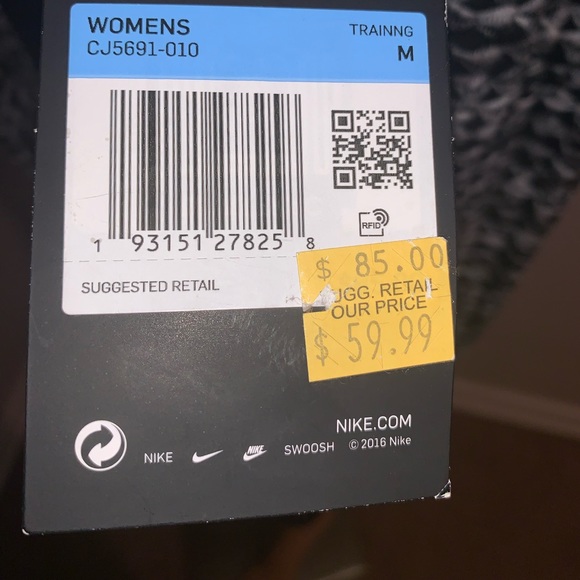 WOMENS
CJ5691-010
TRAINNG
M
1 93151 27825 8
RFID
SUGGESTED RETAIL
$ 85.00
UGG. RETAIL
OUR PRICE
$ 59.99
NIKE.COM
NIKE NIKE SWOOSH © 2016 Nike